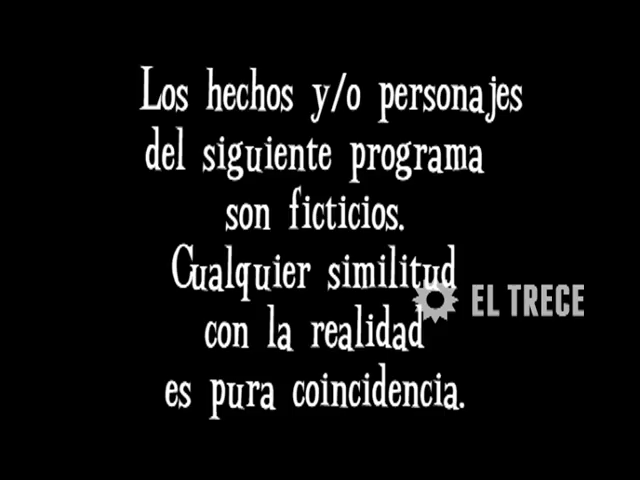 Los hechos y/o personajes
del siguiente programa
son ficticios.
Cualquier similitud
con la realidad
es pura coincidencia.
EL TRECE